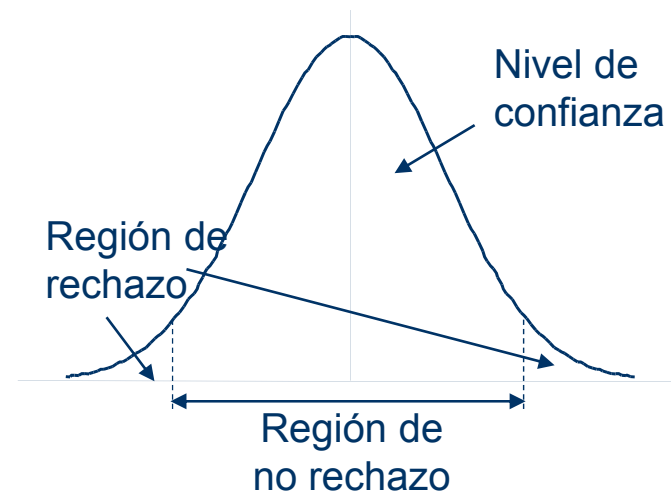 Nivel de
confianza
Región de
rechazo
Región de
no rechazo